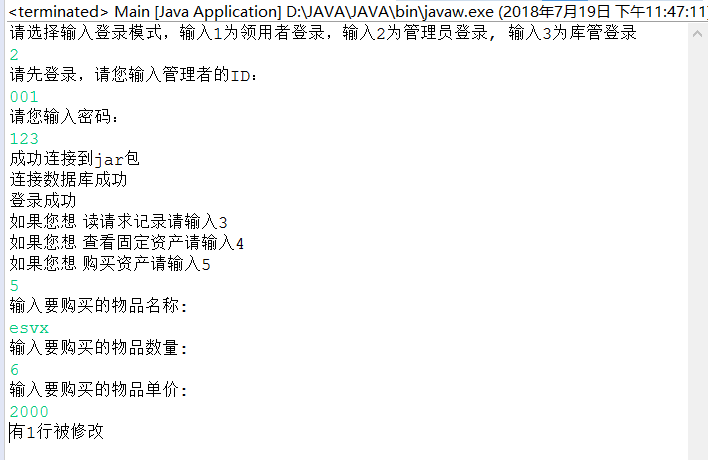 <terminated> Main [Java Application] D:\JAVA\JAVA\bin\javaw.exe (2018年7月19日 下午11:47:11)
请选择输入登录模式，输入1为领用者登录，输入2为管理员登录, 输入3为库管登录
2
请先登录，请您输入管理者的ID：
001
请您输入密码：
123
成功连接到jar包
连接数据库成功
登录成功
如果您想 读请求记录请输入3
如果您想 查看固定资产请输入4
如果您想 购买资产请输入5
5
输入要购买的物品名称:
esvx
输入要购买的物品数量:
6
输入要购买的物品单价:
2000
有1行被修改